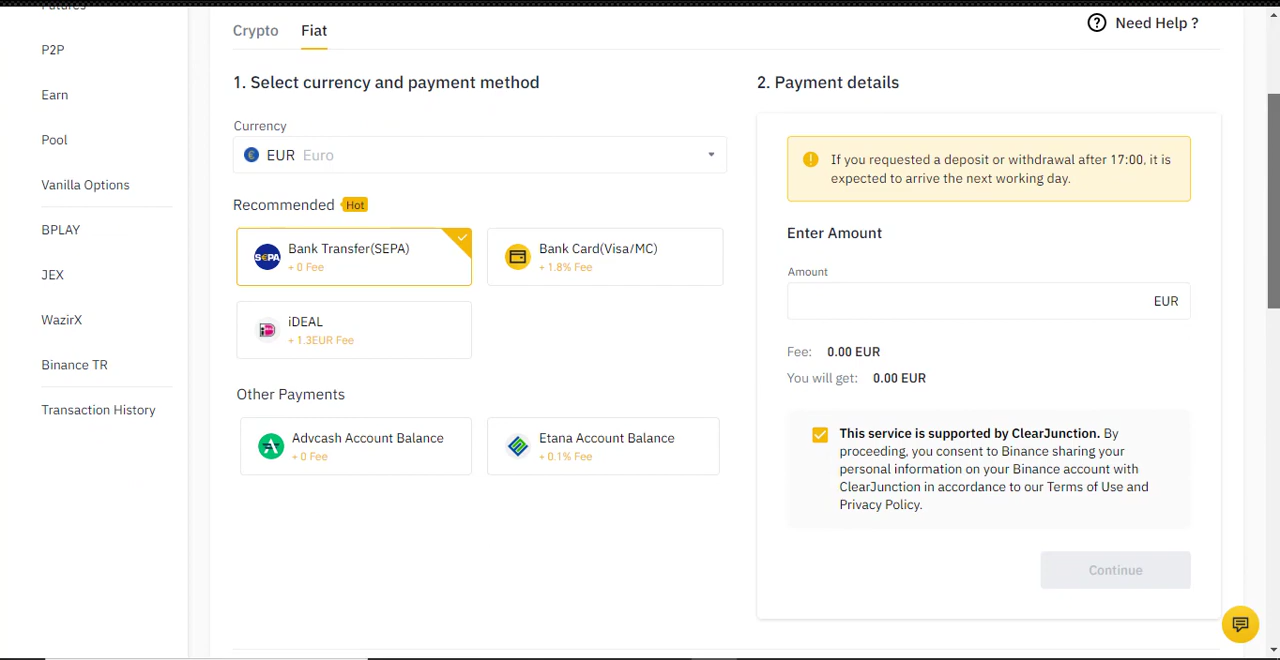 Futures
P2P
Earn
Pool
Vanilla Options
BPLAY
JEX
WazirX
Binance TR
Transaction History
Crypto Fiat
? Need Help ?
1. Select currency and payment method
Currency
€ EUR Euro
Recommended Hot
SEPA Bank Transfer(SEPA)
+ 0 Fee
Bank Card(Visa/MC)
+ 1.8% Fee
iD iDEAL
+ 1.3EUR Fee
Other Payments
Advcash Account Balance
+ 0 Fee
Etana Account Balance
+ 0.1% Fee
2. Payment details
! If you requested a deposit or withdrawal after 17:00, it is
expected to arrive the next working day.
Enter Amount
Amount
EUR
Fee: 0.00 EUR
You will get: 0.00 EUR
This service is supported by ClearJunction. By
proceeding, you consent to Binance sharing your
personal information on your Binance account with
ClearJunction in accordance to our Terms of Use and
Privacy Policy.
Continue